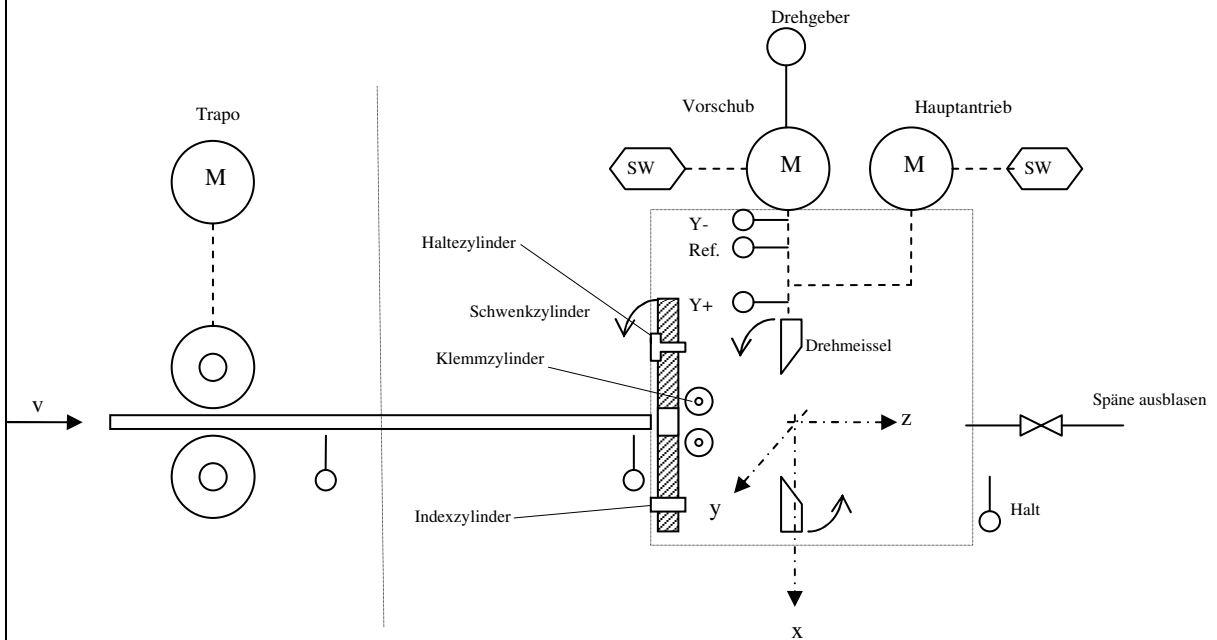 Drehgeber
Trapo
Vorschub
Hauptantrieb
M
SW
M
M
SW
Y-
Haltezylinder
Ref.
Schwenkzylinder
Y+
Klemmzylinder
Drehmeissel
v
Späne ausblasen
z
y
Indexzylinder
Halt
x